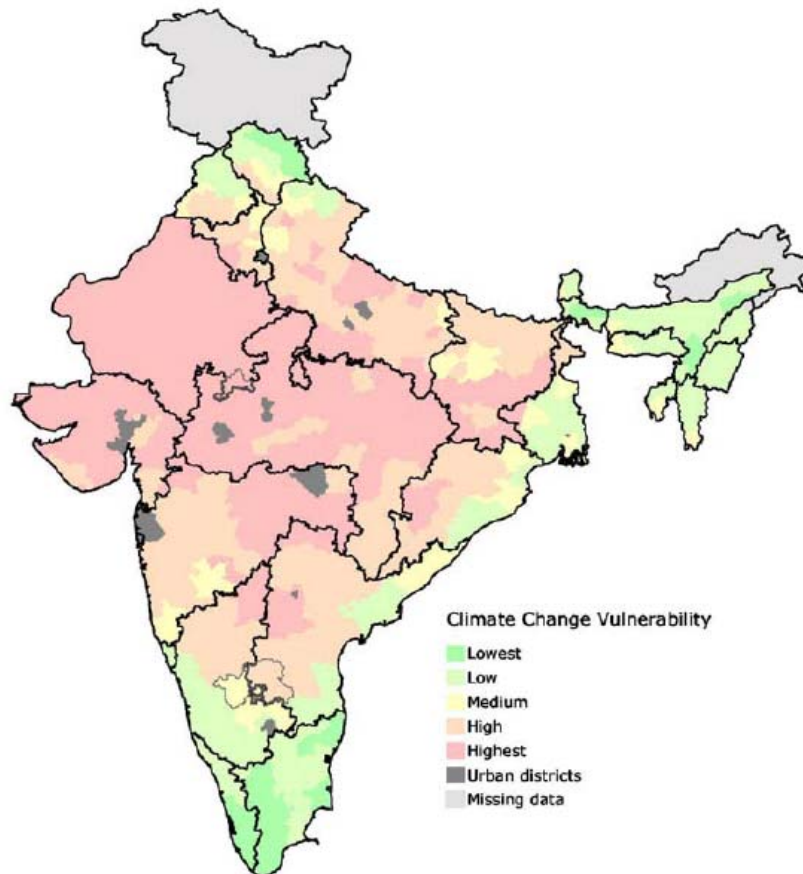 Climate Change Vulnerability
Lowest
Low
Medium
High
Highest
Urban districts
Missing data